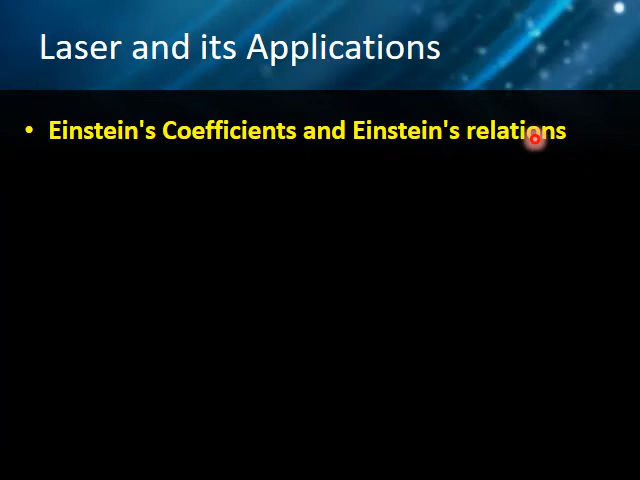 Laser and its Applications
• Einstein's Coefficients and Einstein's relations